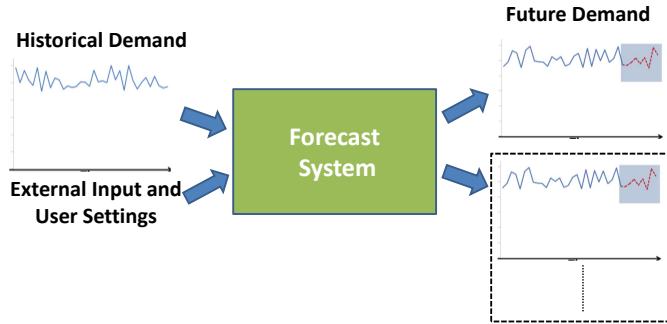 Future Demand
Historical Demand
Forecast
System
External Input and
User Settings